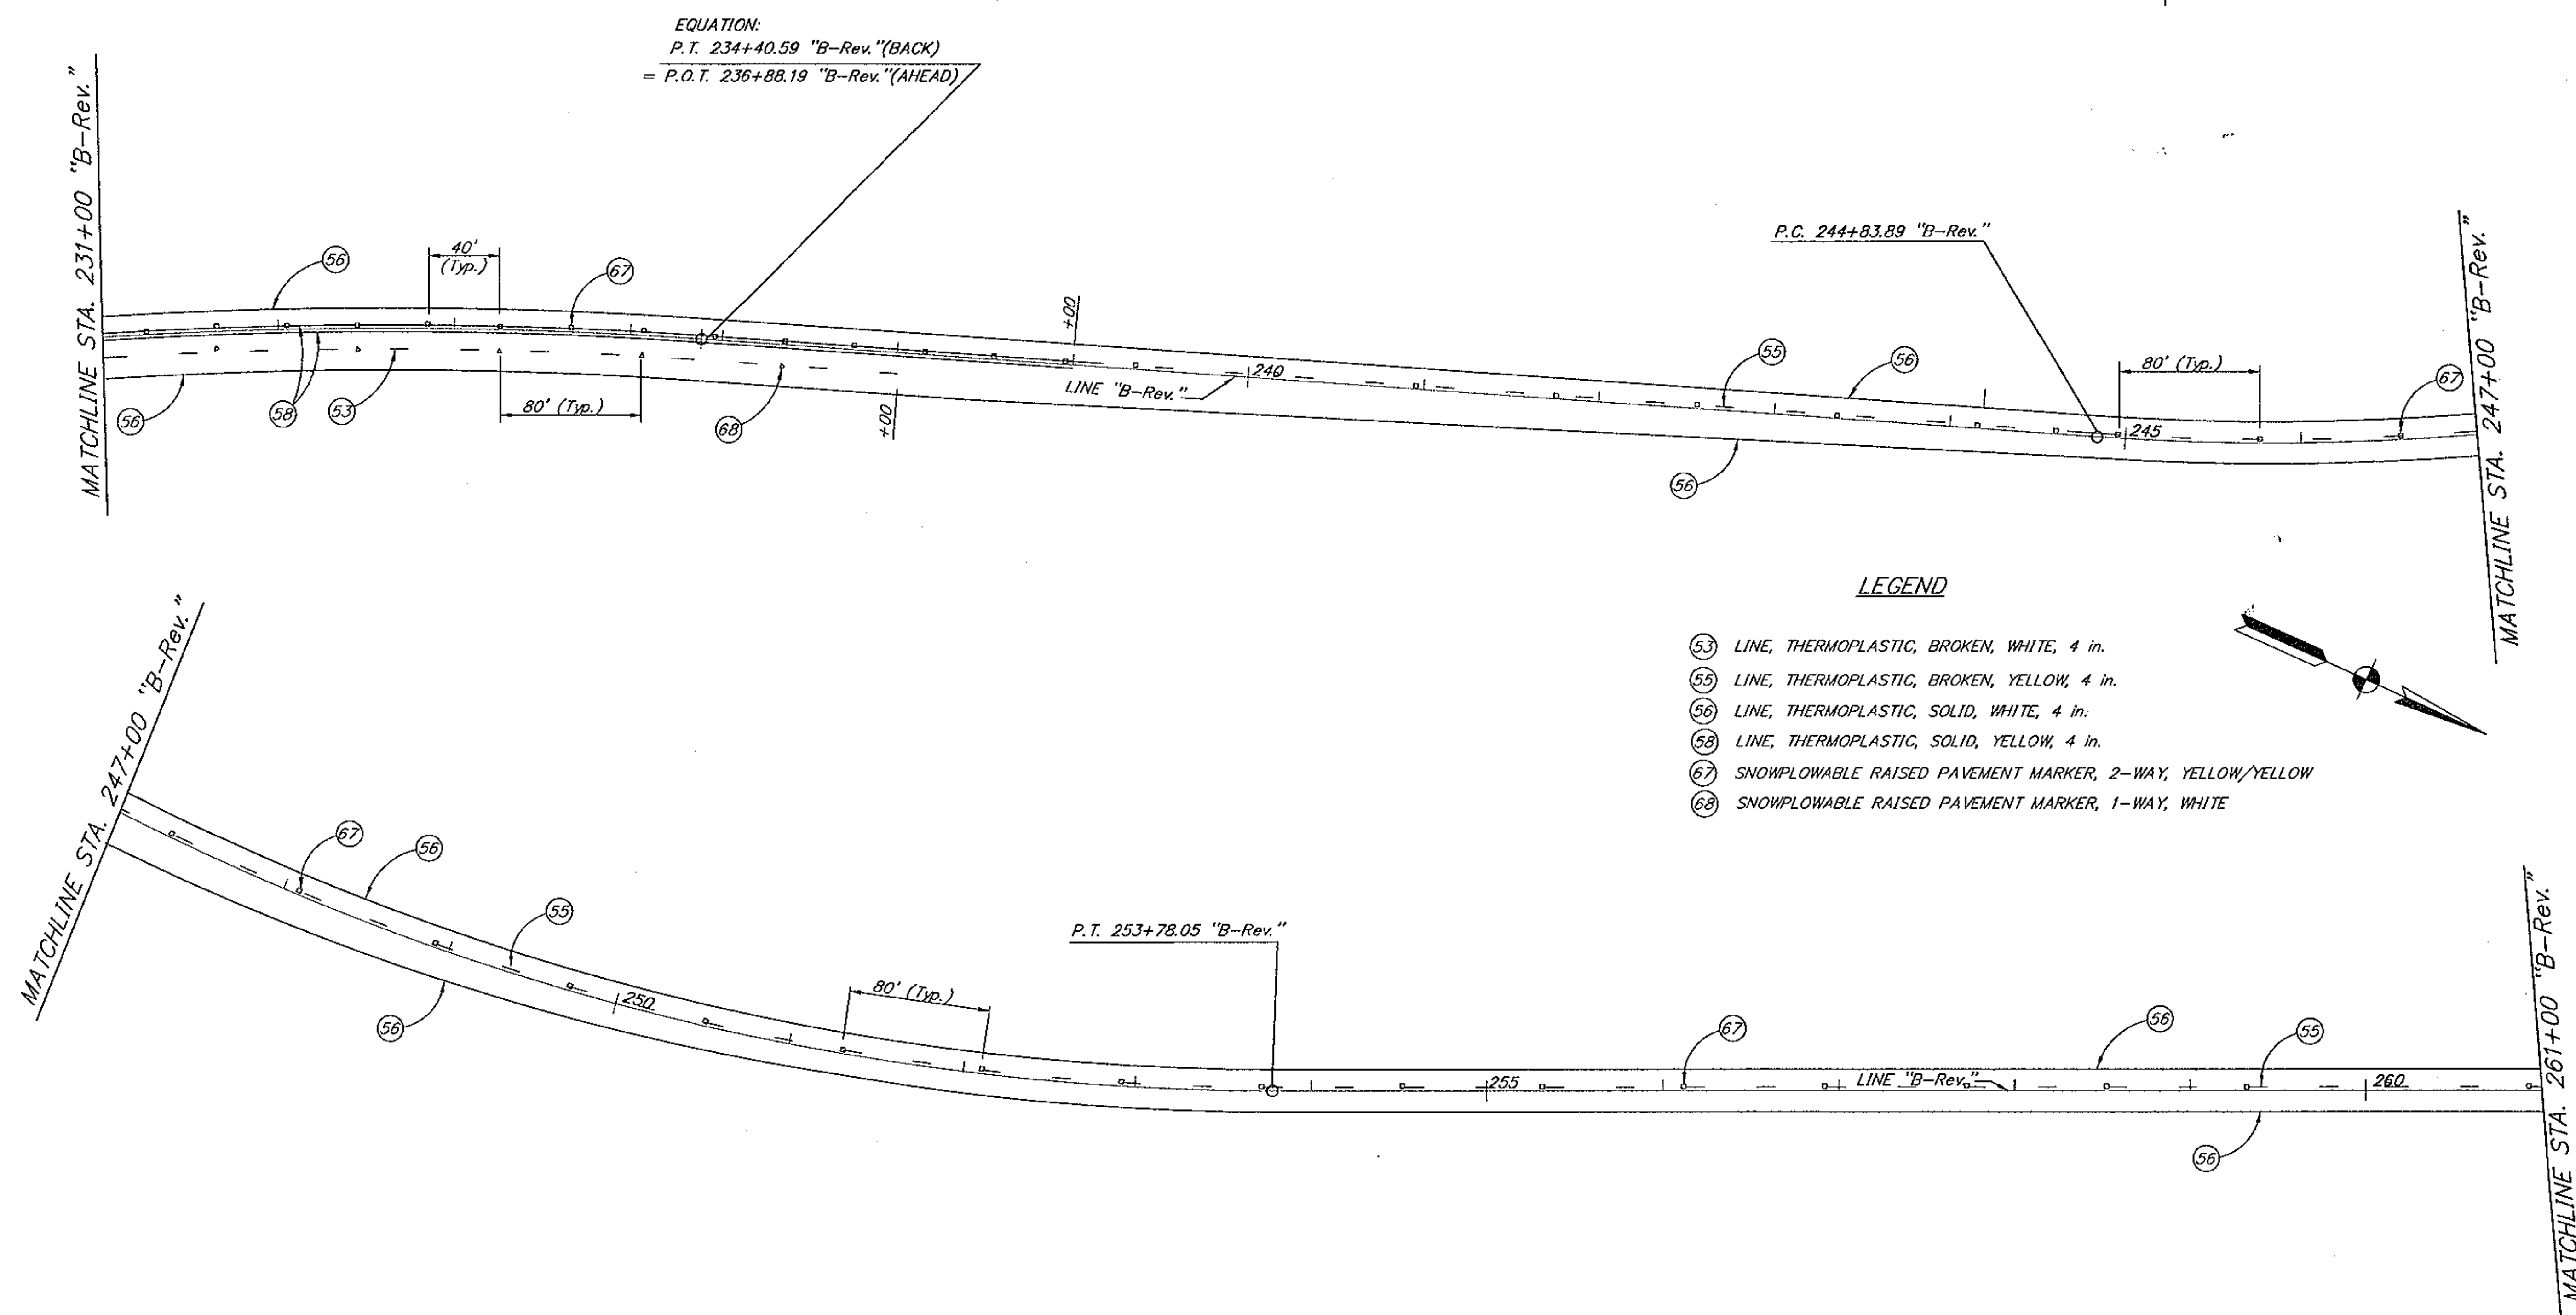 EQUATION:
P.T. 234+40.59 "B-Rev."(BACK)
= P.O.T. 236+88.19 "B-Rev."(AHEAD)
MATCHLINE STA. 231+00 "B-Rev."
56
40'
(Typ.)
67
+00
P.C. 244+83.89 "B-Rev."
55
56
80' (Typ.)
67
MATCHLINE STA. 247+00 "B-Rev."
240
LINE "B-Rev."
245
56
58
53
80' (Typ.)
68
+00
56
LEGEND
53 LINE, THERMOPLASTIC, BROKEN, WHITE, 4 in.
55 LINE, THERMOPLASTIC, BROKEN, YELLOW, 4 in.
56 LINE, THERMOPLASTIC, SOLID, WHITE, 4 in.
58 LINE, THERMOPLASTIC, SOLID, YELLOW, 4 in.
67 SNOWPLOWABLE RAISED PAVEMENT MARKER, 2-WAY, YELLOW/YELLOW
68 SNOWPLOWABLE RAISED PAVEMENT MARKER, 1-WAY, WHITE
MATCHLINE STA. 247+00 "B-Rev."
67
56
55
56
250
80' (Typ.)
P.T. 253+78.05 "B-Rev."
255
67
LINE "B-Rev."
56
55
260
56
MATCHLINE STA. 261+00 "B-Rev."